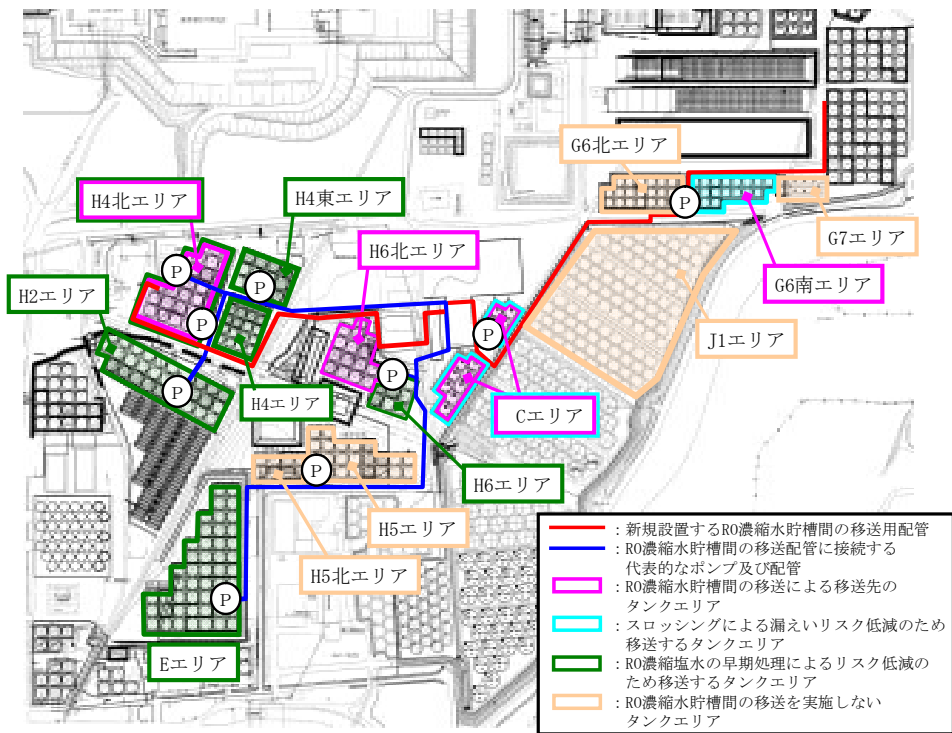 G6北エリア
H4北エリア
H4東エリア
H6北エリア
G7エリア
G6南エリア
H2エリア
J1エリア
H4エリア
Cエリア
H6エリア
H5エリア
H5北エリア
Eエリア
P
P
P
P
P
P
P
P
P
:新規設置するRO濃縮水貯槽間の移送用配管
:RO濃縮水貯槽間の移送配管に接続する
代表的なポンプ及び配管
:RO濃縮水貯槽間の移送による移送先の
タンクエリア
:スロッシングによる漏えいリスク低減のため
移送するタンクエリア
:RO濃縮塩水の早期処理によるリスク低減の
ため移送するタンクエリア
:RO濃縮水貯槽間の移送を実施しない
タンクエリア